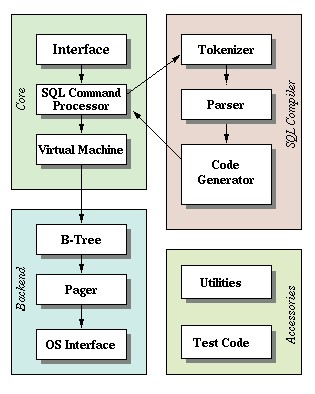 Core
Interface
SQL Command
Processor
Virtual Machine
SQL Compiler
Tokenizer
Parser
Code
Generator
Backend
B-Tree
Pager
OS Interface
Accessories
Utilities
Test Code